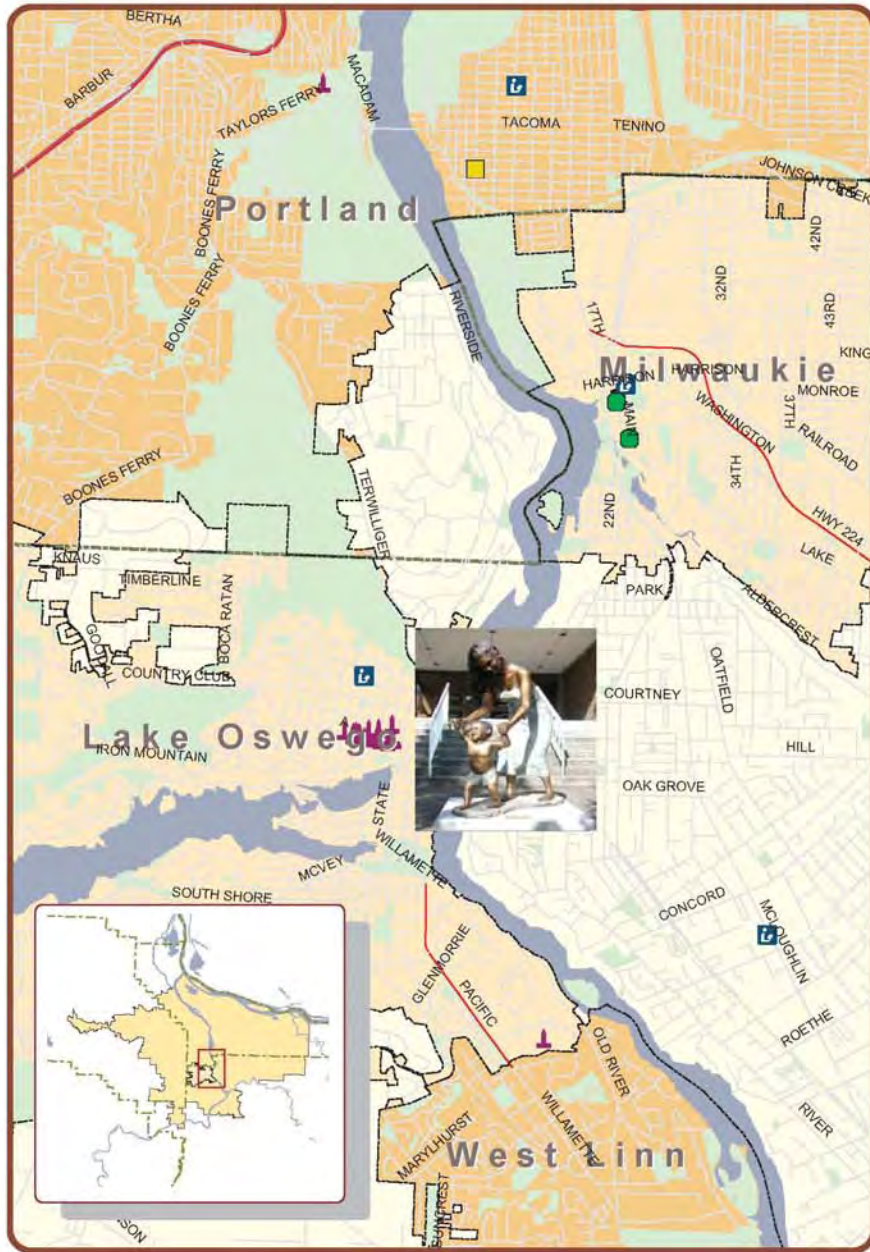 BERTHA
BARBUR
MACADAM
TAYLORS FERRY
TACOMA
TENINO
JOHNSON CREEK
BOONES FERRY
Portland
42ND
BOONES FERRY
32ND
43RD
RIVERSIDE
17TH
KING
Milwaukie
HARRISON
HARRISON
MONROE
MAIN
37TH
WASHINGTON
RAILROAD
34TH
BOONES FERRY
TERWILLIGER
22ND
HWY 224
LAKE
KNAUS
TIMBERLINE
PARK
ALDERCREST
BOCA RATAN
GOODALL
COUNTRY CLUB
COURTNEY
OATFIELD
Lake Oswego
IRON MOUNTAIN
HILL
OAK GROVE
STATE
MCVEY
WILLAMETTE
SOUTH SHORE
CONCORD
MCLOUGHLIN
GLENMORRIE
PACIFIC
ROETHE
OLD RIVER
RIVER
MARYLHURST
WILLAMETTE
West Linn
SUNCREST